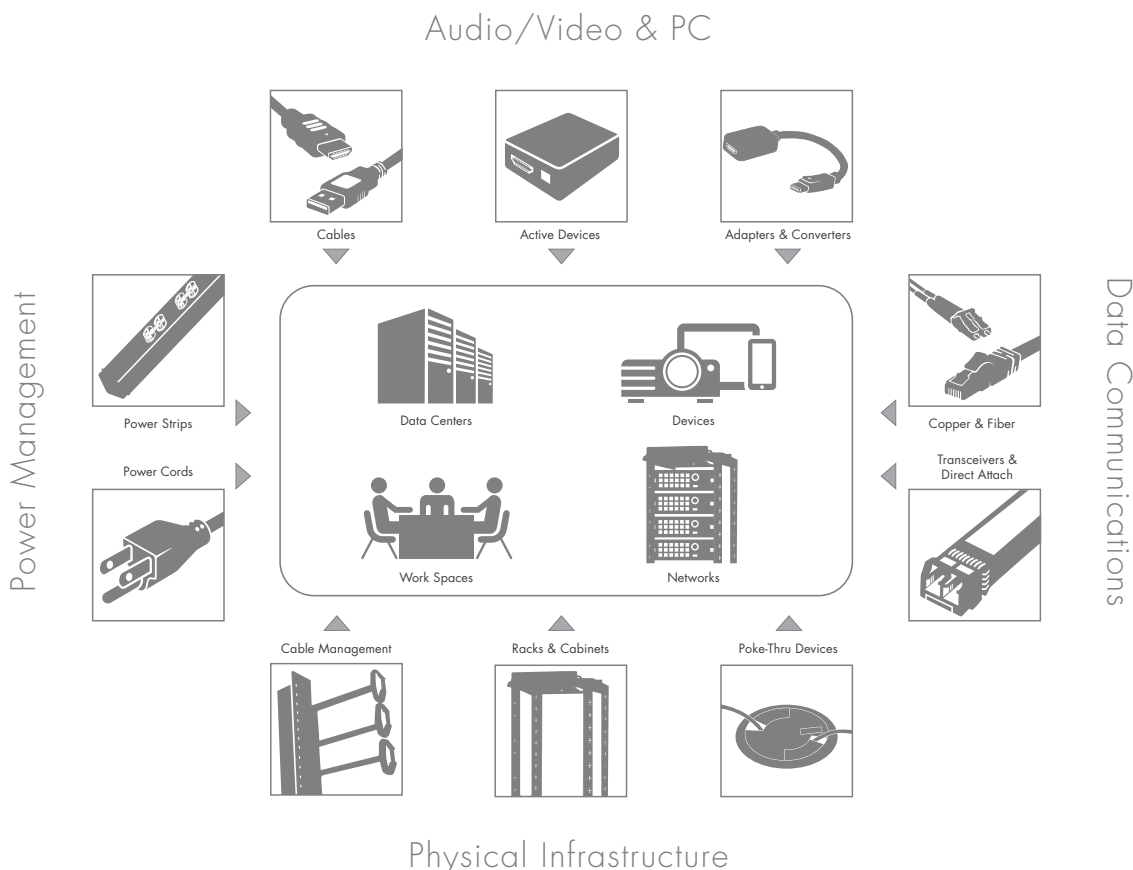 Audio/Video & PC
Cables
Active Devices
Adapters & Converters
Power Management
Power Strips
Power Cords
Data Centers
Devices
Work Spaces
Networks
Copper & Fiber
Transceivers &
Direct Attach
Data Communications
Cable Management
Racks & Cabinets
Poke-Thru Devices
Physical Infrastructure